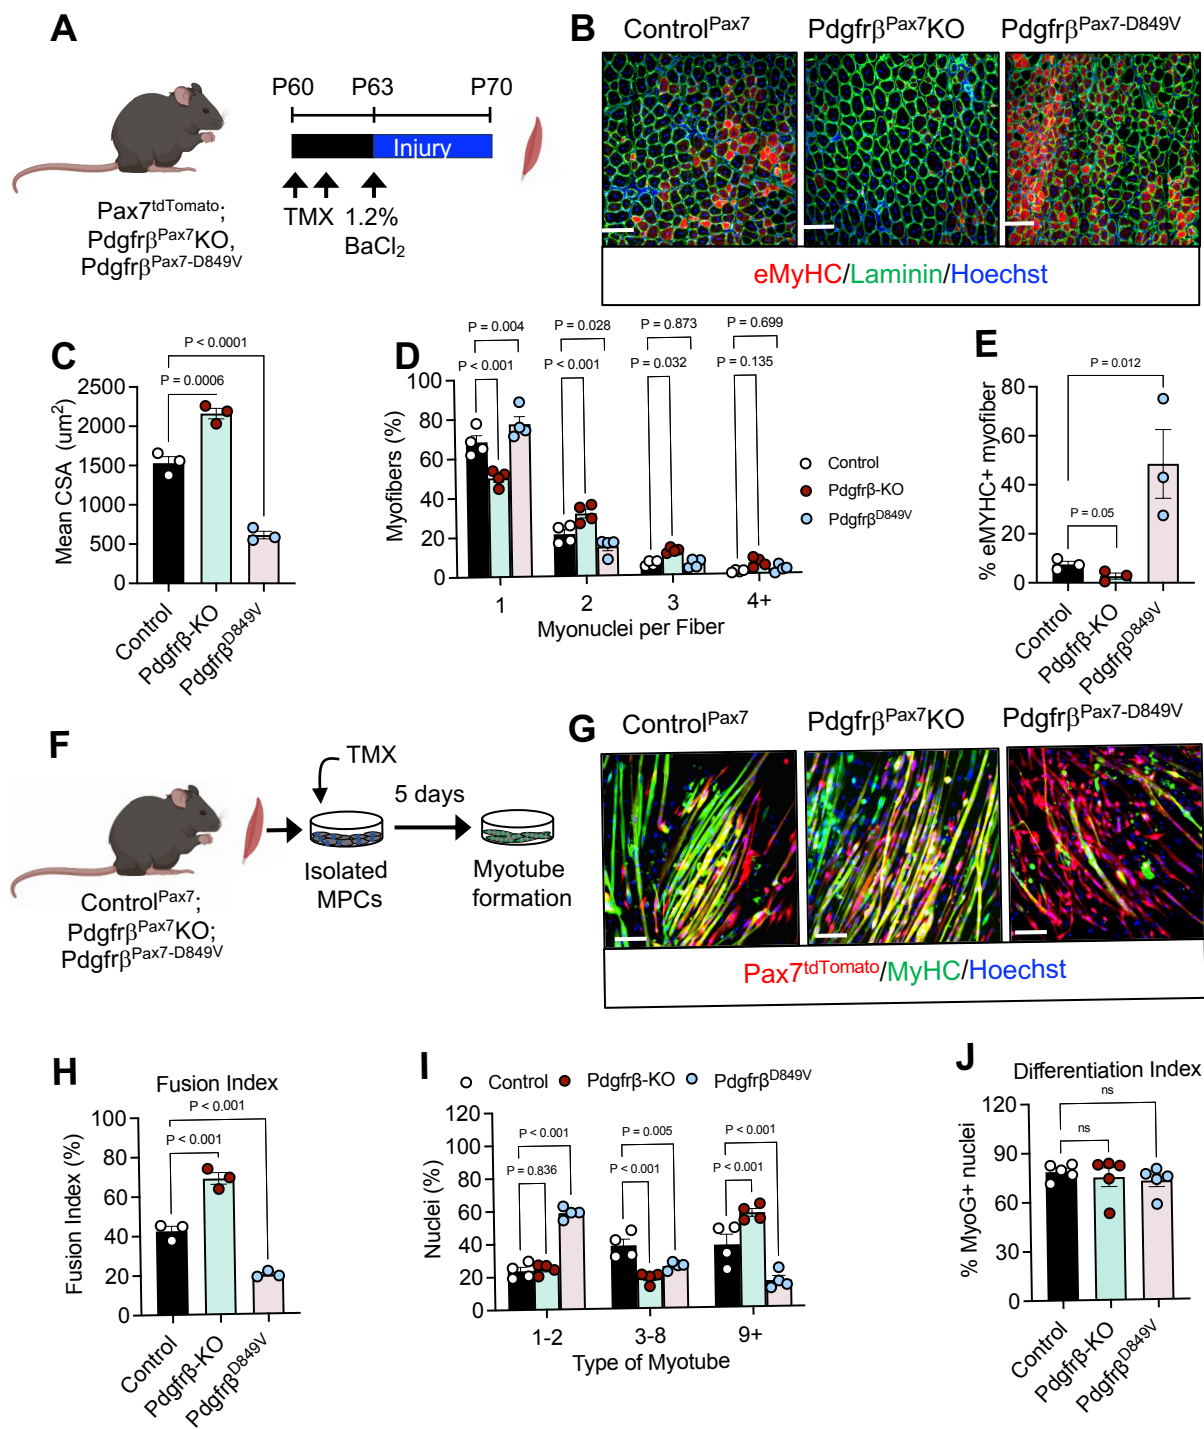 A
P60 P63 P70
Injury
TMX 1.2%
BaCl2
Pax7tdTomato;
PdgfrβPax7KO,
PdgfrβPax7-D849V
B
ControlPax7 PdgfrβPax7KO PdgfrβPax7-D849V
eMyHC/Laminin/Hoechst
C
P < 0.0001
P = 0.0006
Mean CSA (um2)
2500
2000
1500
1000
500
0
Control
Pdgfrβ-KO
PdgfrβD849V
D
P = 0.004 P = 0.028 P = 0.873 P = 0.699
P < 0.001 P < 0.001 P = 0.032 P = 0.135
Myofibers (%)
100
80
60
40
20
0
1 2 3 4+
Myonuclei per Fiber
Control
Pdgfrβ-KO
PdgfrβD849V
E
P = 0.012
P = 0.05
% eMYHC+ myofiber
80
60
40
20
0
Control
Pdgfrβ-KO
PdgfrβD849V
F
TMX
5 days
Isolated
MPCs
Myotube
formation
ControlPax7;
PdgfrβPax7KO;
PdgfrβPax7-D849V
G
ControlPax7 PdgfrβPax7KO PdgfrβPax7-D849V
Pax7tdTomato/MyHC/Hoechst
H
Fusion Index
P < 0.001
P < 0.001
Fusion Index (%)
100
80
60
40
20
0
Control
Pdgfrβ-KO
PdgfrβD849V
I
Control Pdgfrβ-KO PdgfrβD849V
P < 0.001 P = 0.005 P < 0.001
P = 0.836 P < 0.001 P < 0.001
Nuclei (%)
120
100
80
60
40
20
0
1-2 3-8 9+
Type of Myotube
J
Differentiation Index
ns
ns
% MyoG+ nuclei
120
90
60
30
0
Control
Pdgfrβ-KO
PdgfrβD849V